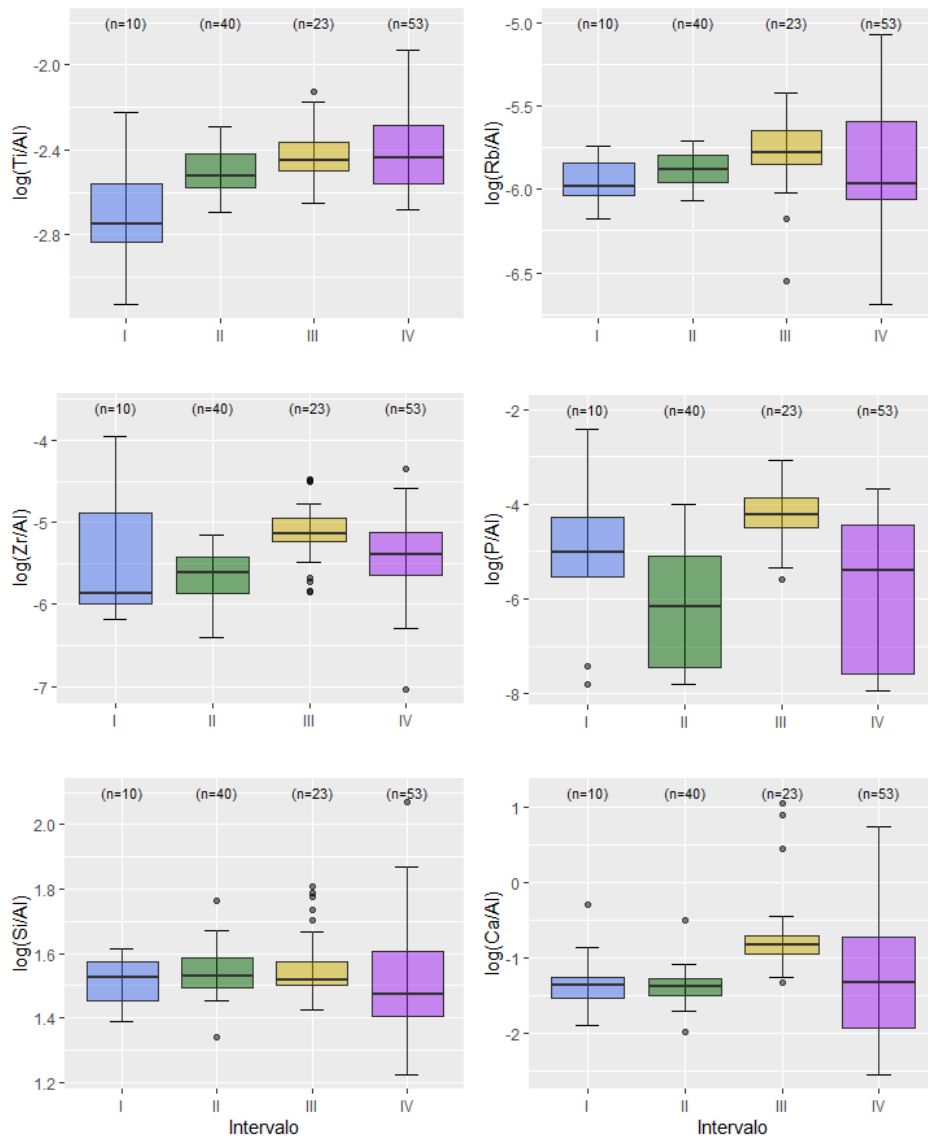 (n=10) (n=40) (n=23) (n=53)
log(Ti/Al)
-2.0
-2.4
-2.8
I II III IV
(n=10) (n=40) (n=23) (n=53)
log(Rb/Al)
-5.0
-5.5
-6.0
-6.5
I II III IV
(n=10) (n=40) (n=23) (n=53)
log(Zr/Al)
-4
-5
-6
-7
I II III IV
(n=10) (n=40) (n=23) (n=53)
log(P/Al)
-2
-4
-6
-8
I II III IV
(n=10) (n=40) (n=23) (n=53)
log(Si/Al)
2.0
1.8
1.6
1.4
1.2
I II III IV
Intervalo
(n=10) (n=40) (n=23) (n=53)
log(Ca/Al)
1
0
-1
-2
I II III IV
Intervalo